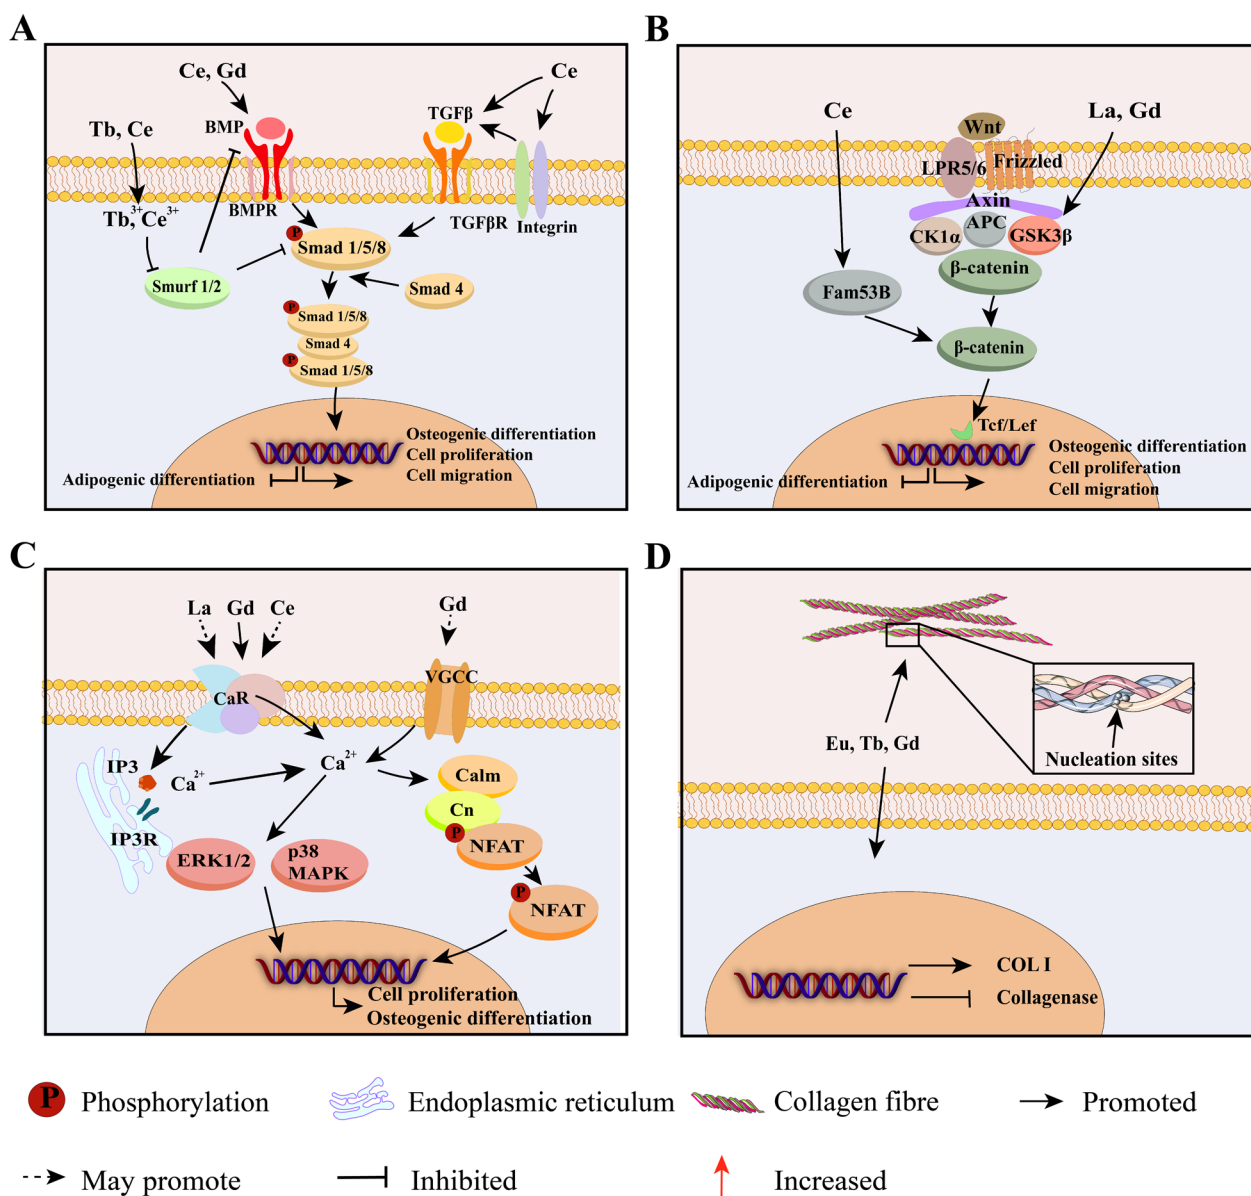 A
Ce, Gd
Ce
Tb, Ce
BMP
TGFβ
Tb,³⁺Ce³⁺
BMPR
TGFβR
Integrin
P
Smad 1/5/8
Smurf 1/2
Smad 4
P
Smad 1/5/8
Smad 4
P
Smad 1/5/8
Osteogenic differentiation
Cell proliferation
Cell migration
Adipogenic differentiation
B
Ce
La, Gd
Wnt
LPR5/6
Frizzled
Axin
CK1α
APC
GSK3β
β-catenin
Fam53B
β-catenin
Tcf/Lef
Osteogenic differentiation
Cell proliferation
Cell migration
Adipogenic differentiation
C
La
Gd
Ce
Gd
CaR
VGCC
IP3
Ca²⁺
Ca²⁺
Calm
Cn
P
NFAT
IP3R
ERK1/2
p38
MAPK
P
NFAT
Cell proliferation
Osteogenic differentiation
D
Nucleation sites
Eu, Tb, Gd
COL I
Collagenase
P
Phosphorylation
Endoplasmic reticulum
Collagen fibre
Promoted
May promote
Inhibited
Increased